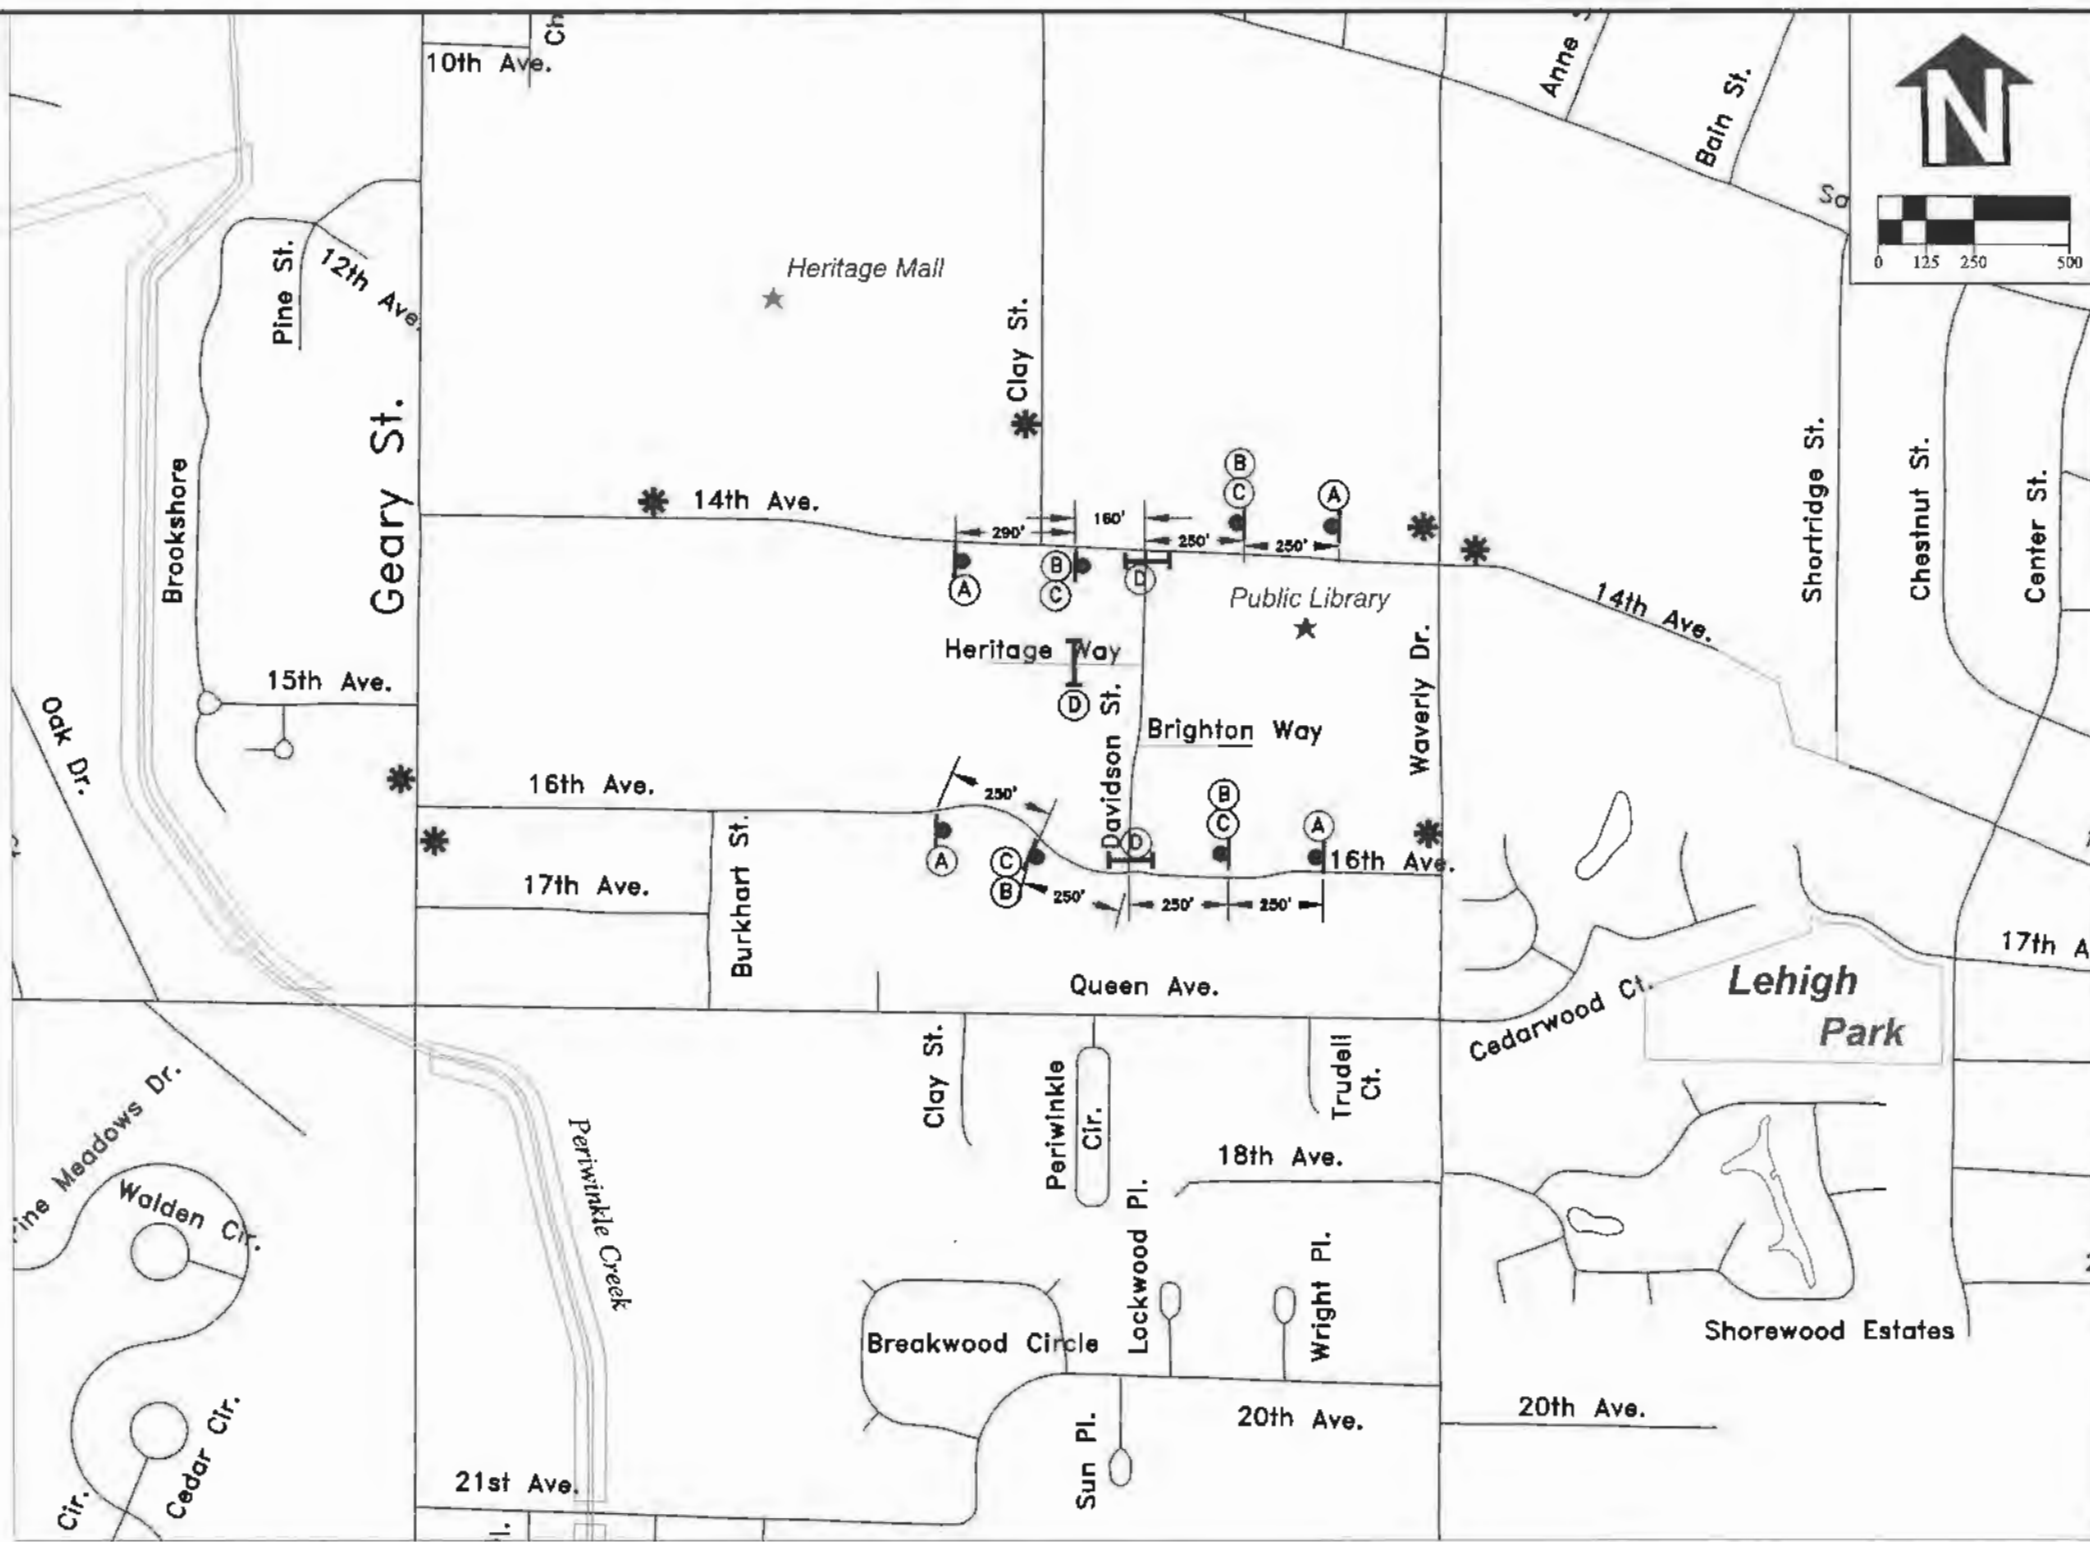 10th Ave.
Ch
Anne S
Bain St.
N
Sa
0 125 250 500
Pine St.
12th Ave.
Heritage Mall
Clay St.
Geary St.
Brookshore
14th Ave.
B
C
A
290'
160'
250'
250'
A
B
C
D
Public Library
14th Ave.
Shortridge St.
Chestnut St.
Center St.
Heritage Way
D
Davidson St.
Waverly Dr.
15th Ave.
Oak Dr.
Brighton Way
16th Ave.
250'
B
C
A
D
A
C
B
16th Ave.
250'
250'
250'
Burkhart St.
17th Ave.
17th A
Queen Ave.
Cedarwood Ct.
Lehigh
Park
Clay St.
Periwinkle
Cir.
Trudell
Ct.
ine Meadows Dr.
Walden Cir.
Periwinkle Creek
18th Ave.
Lockwood Pl.
Wright Pl.
Breakwood Circle
Shorewood Estates
20th Ave.
20th Ave.
Sun Pl.
21st Ave.
Cedar Cir.
Cir.
l.